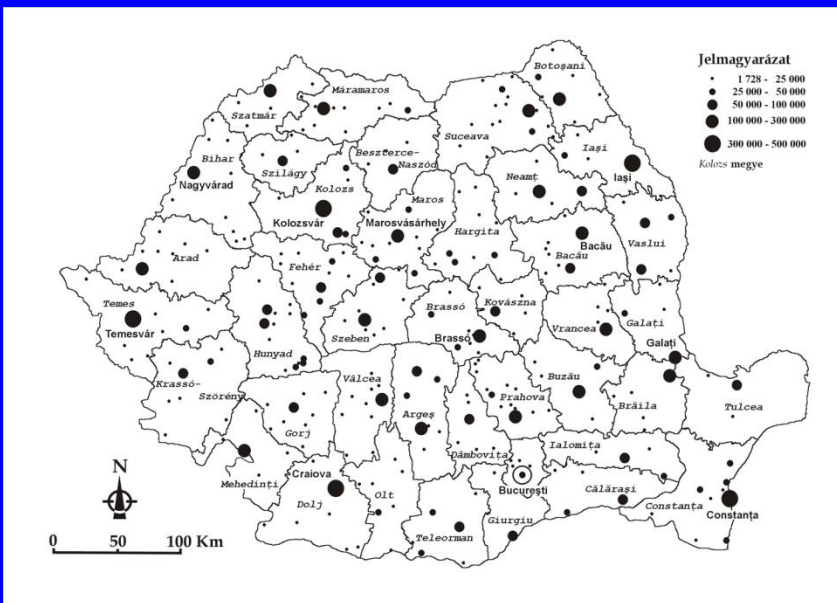 Jelmagyarázat
1 728 - 25 000
25 000 - 50 000
50 000 - 100 000
100 000 - 300 000
300 000 - 500 000
Kolozs megye
Botoșani
Máramaros
Szatmár
Suceava
Iași
Iași
Beszterce-
Naszód
Bihar
Nagyvárad
Szilágy
Kolozs
Kolozsvár
Neamț
Maros
Marosvásárhely
Hargita
Bacău
Bacău
Vaslui
Arad
Fehér
Temes
Temesvár
Hunyad
Szeben
Brassó
Brassó
Kovászna
Vrancea
Galați
Galați
Krassó-
Szörény
Vâlcea
Argeș
Prahova
Buzău
Brăila
Tulcea
Gorj
Dâmbovița
Ialomița
Mehedinți
Craiova
Dolj
Olt
București
Călărași
Constanța
Constanța
Giurgiu
Teleorman
N
0 50 100 Km